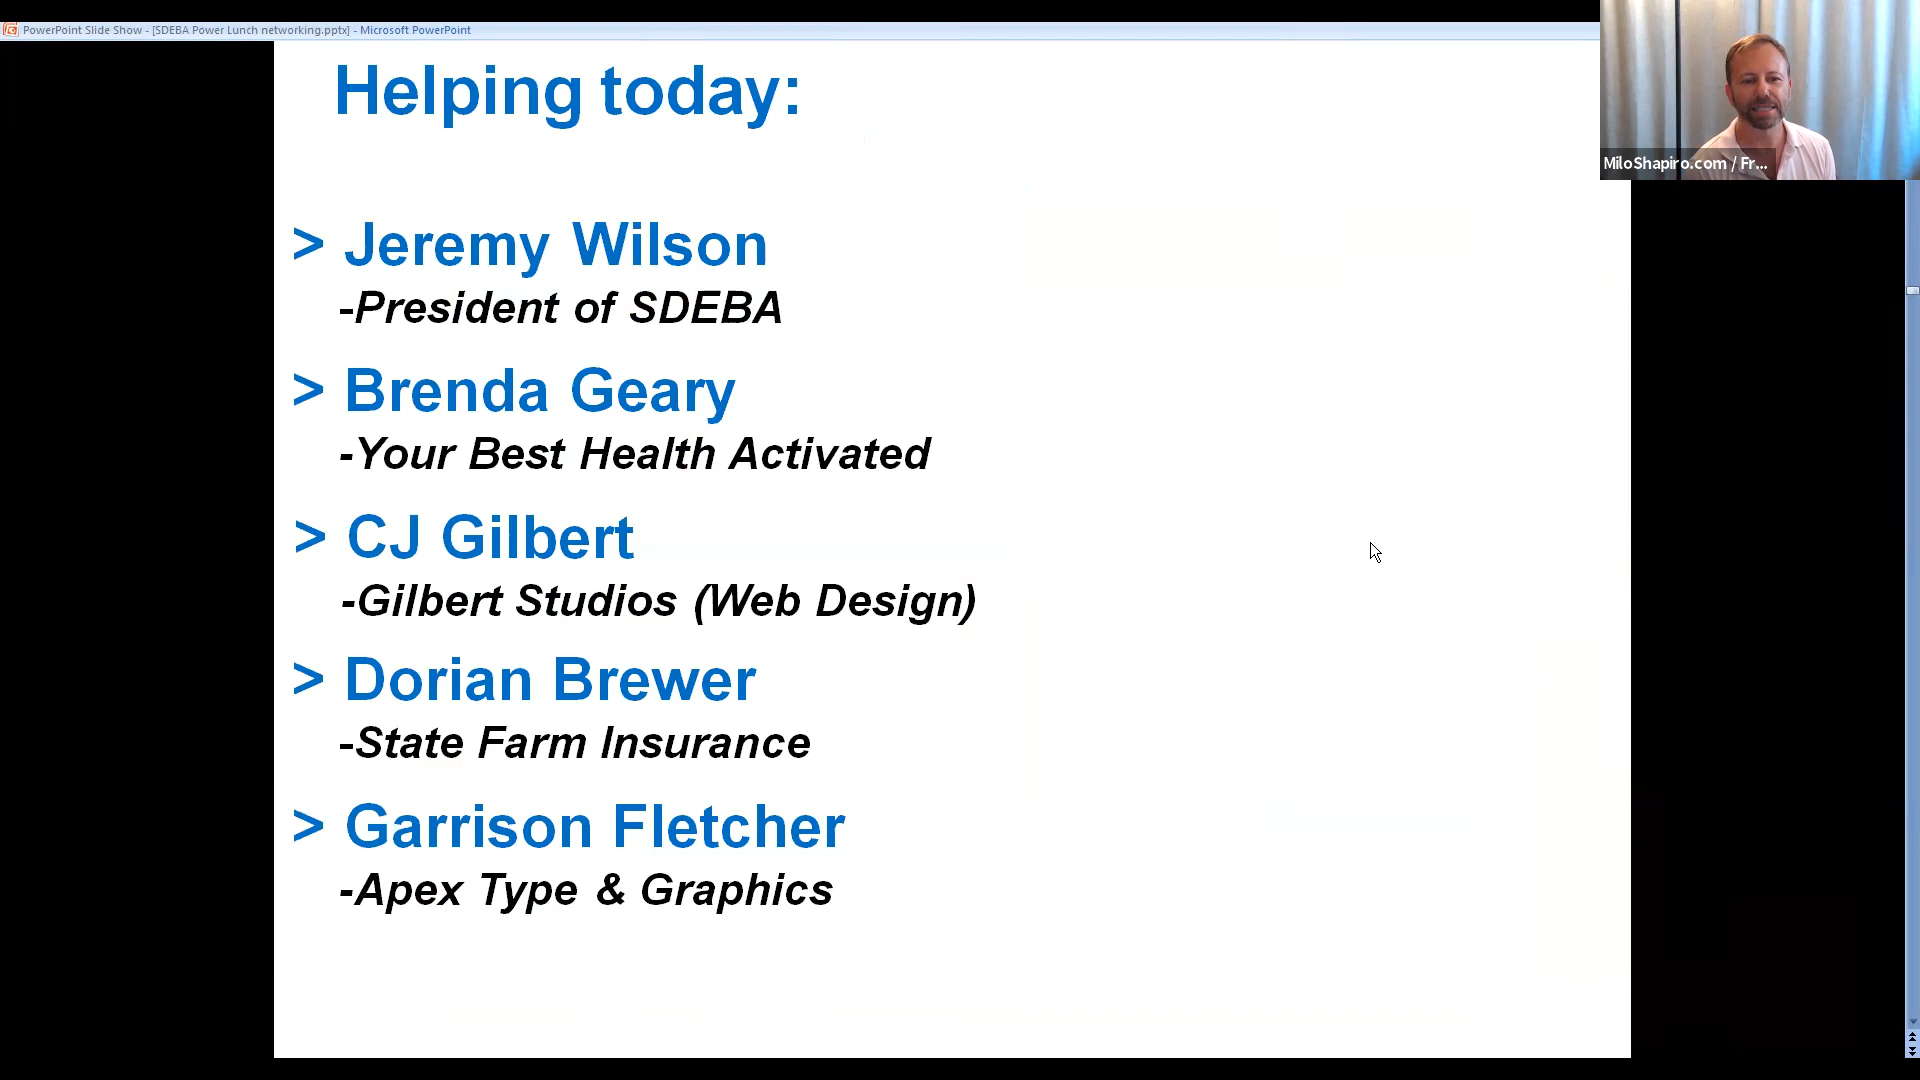 PowerPoint Slide Show - [SDEBA Power Lunch networking.pptx] - Microsoft PowerPoint
MiloShapiro.com / Fr...
Helping today:
> Jeremy Wilson
-President of SDEBA
> Brenda Geary
-Your Best Health Activated
> CJ Gilbert
-Gilbert Studios (Web Design)
> Dorian Brewer
-State Farm Insurance
> Garrison Fletcher
-Apex Type & Graphics